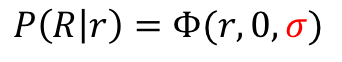 P(R|r) = Φ(r, 0, σ)